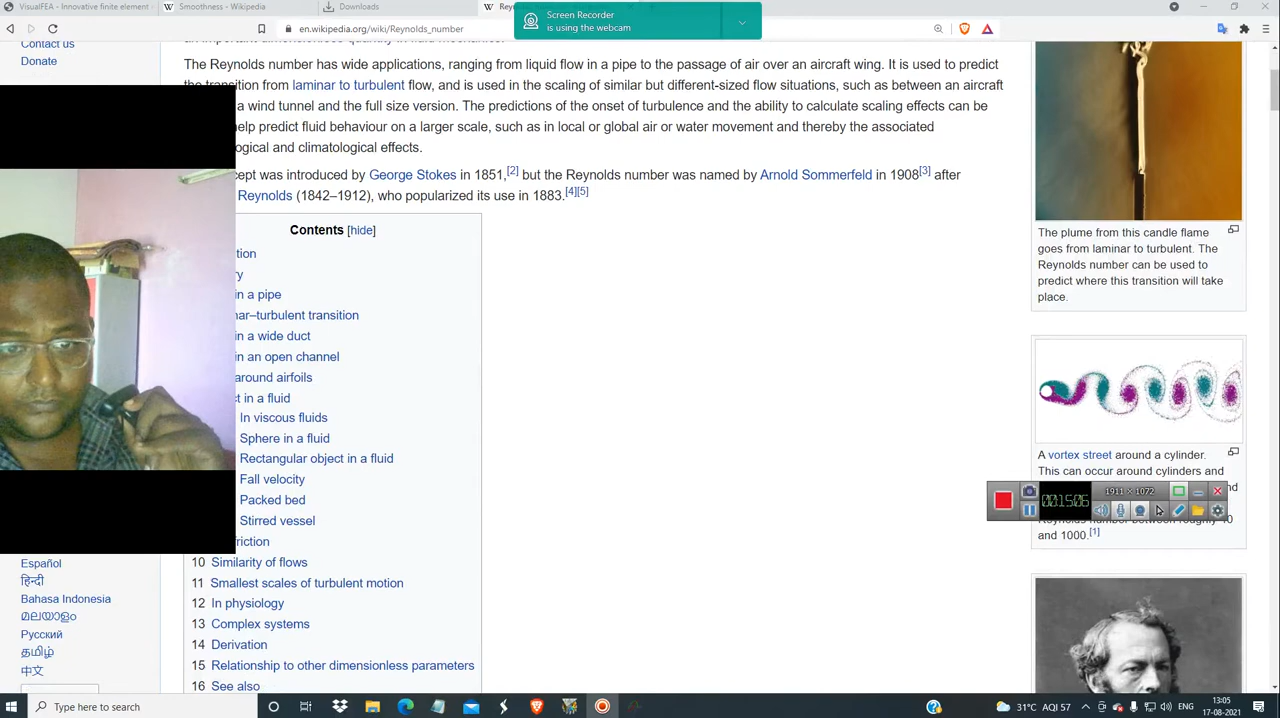 VisualFEA - Innovative finite element
Smoothness - Wikipedia
Downloads
Screen Recorder
is using the webcam
en.wikipedia.org/wiki/Reynolds_number
Contact us
Donate
The Reynolds number has wide applications, ranging from liquid flow in a pipe to the passage of air over an aircraft wing. It is used to predict
the transition from laminar to turbulent flow, and is used in the scaling of similar but different-sized flow situations, such as between an aircraft
a wind tunnel and the full size version. The predictions of the onset of turbulence and the ability to calculate scaling effects can be
help predict fluid behaviour on a larger scale, such as in local or global air or water movement and thereby the associated
ogical and climatological effects.
cept was introduced by George Stokes in 1851,[2] but the Reynolds number was named by Arnold Sommerfeld in 1908[3] after
Reynolds (1842–1912), who popularized its use in 1883.[4][5]
Contents [hide]
tion
ry
in a pipe
nar–turbulent transition
in a wide duct
in an open channel
around airfoils
ct in a fluid
In viscous fluids
Sphere in a fluid
Rectangular object in a fluid
Fall velocity
Packed bed
Stirred vessel
friction
10 Similarity of flows
11 Smallest scales of turbulent motion
12 In physiology
13 Complex systems
14 Derivation
15 Relationship to other dimensionless parameters
16 See also
Español
हिन्दी
Bahasa Indonesia
മലയാളം
Русский
தமிழ்
中文
The plume from this candle flame
goes from laminar to turbulent. The
Reynolds number can be used to
predict where this transition will take
place.
A vortex street around a cylinder.
This can occur around cylinders and
1911 × 1072
00:15:06
and 1000.[1]
Type here to search
31°C AQI 57
ENG
13:05
17-08-2021